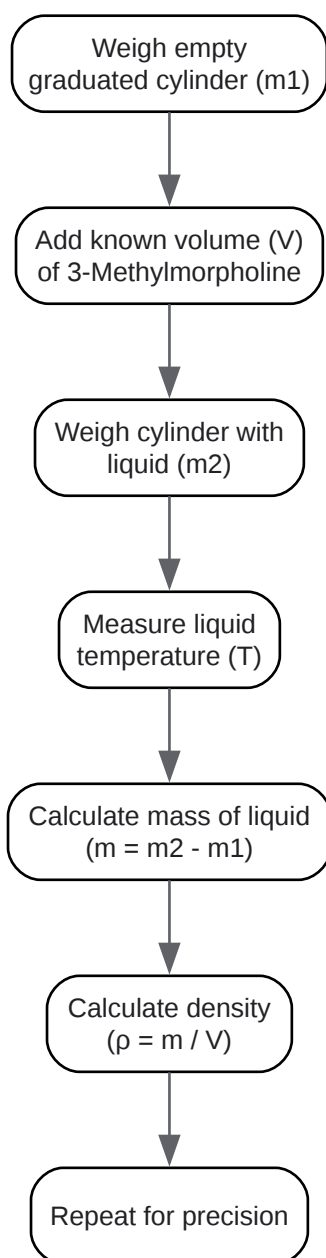 Weigh empty
graduated cylinder (m1)
Add known volume (V)
of 3-Methylmorpholine
Weigh cylinder with
liquid (m2)
Measure liquid
temperature (T)
Calculate mass of liquid
(m = m2 - m1)
Calculate density
(ρ = m / V)
Repeat for precision